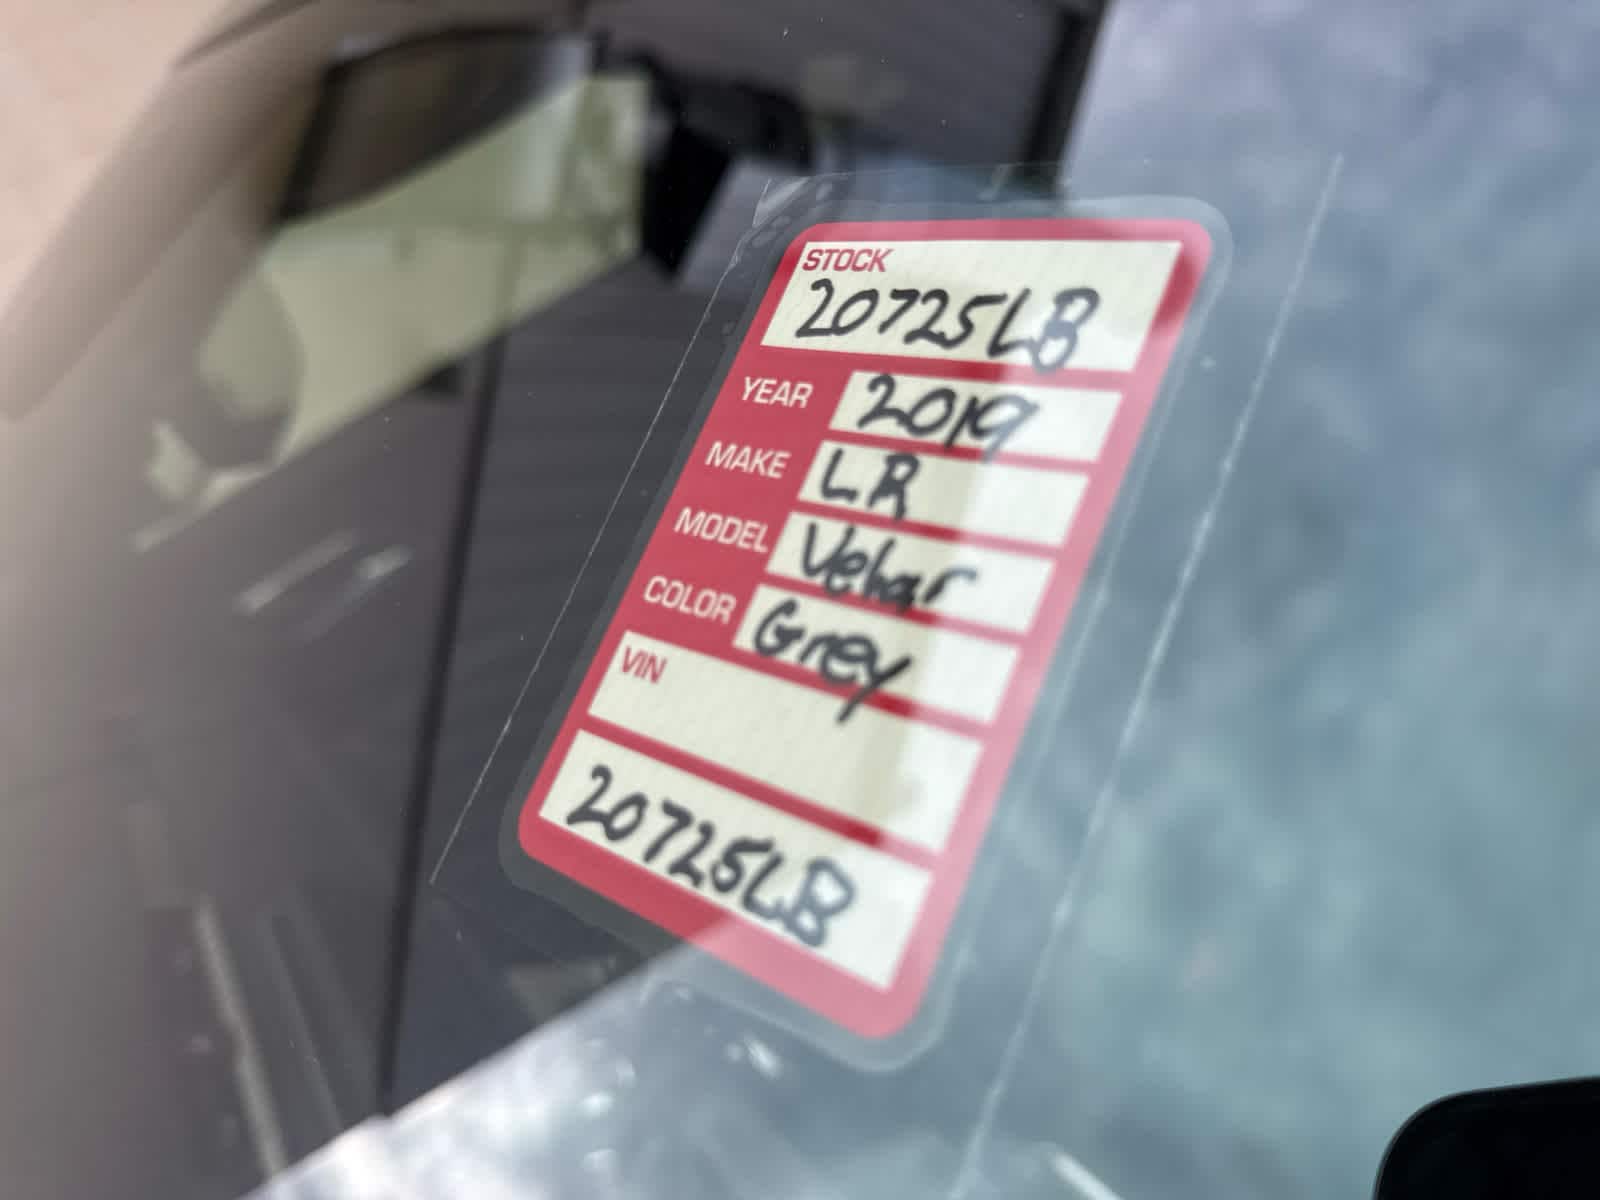 STOCK
20725LB
YEAR 2019
MAKE LR
MODEL Velar
COLOR Grey
VIN
20725LB